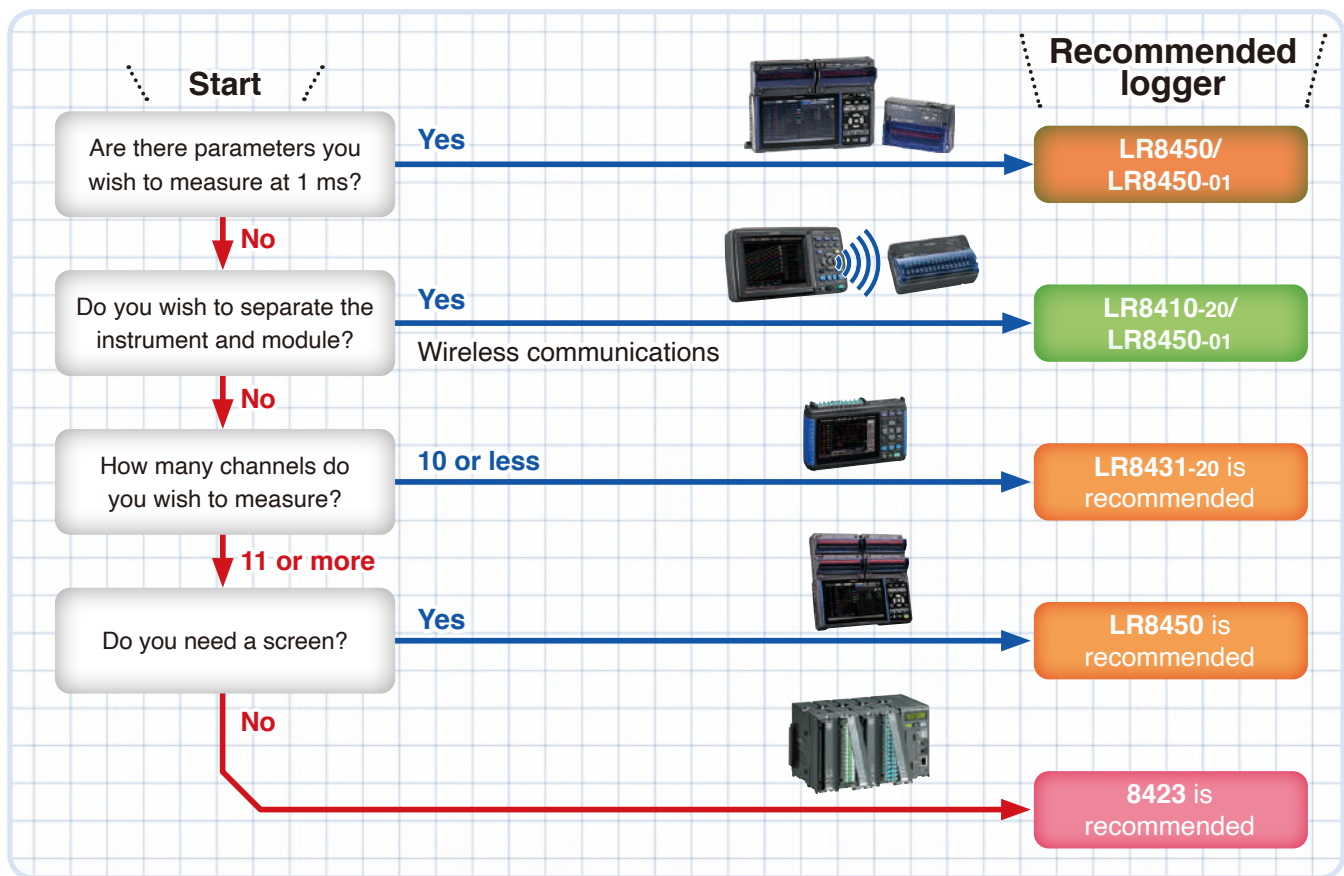 Start
Recommended
logger
Are there parameters you
wish to measure at 1 ms?
Yes
LR8450/
LR8450-01
No
Do you wish to separate the
instrument and module?
Yes
Wireless communications
LR8410-20/
LR8450-01
No
How many channels do
you wish to measure?
10 or less
LR8431-20 is
recommended
11 or more
Do you need a screen?
Yes
LR8450 is
recommended
No
8423 is
recommended